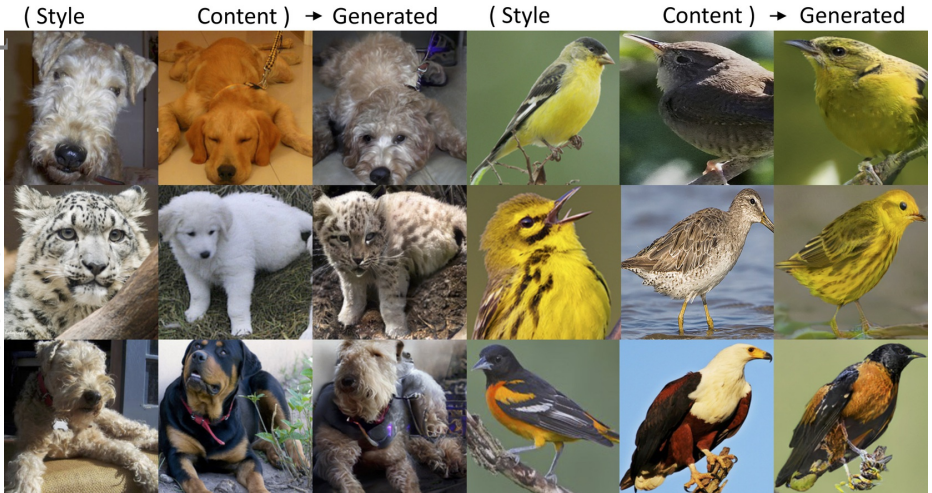 ( Style Content ) → Generated ( Style Content ) → Generated